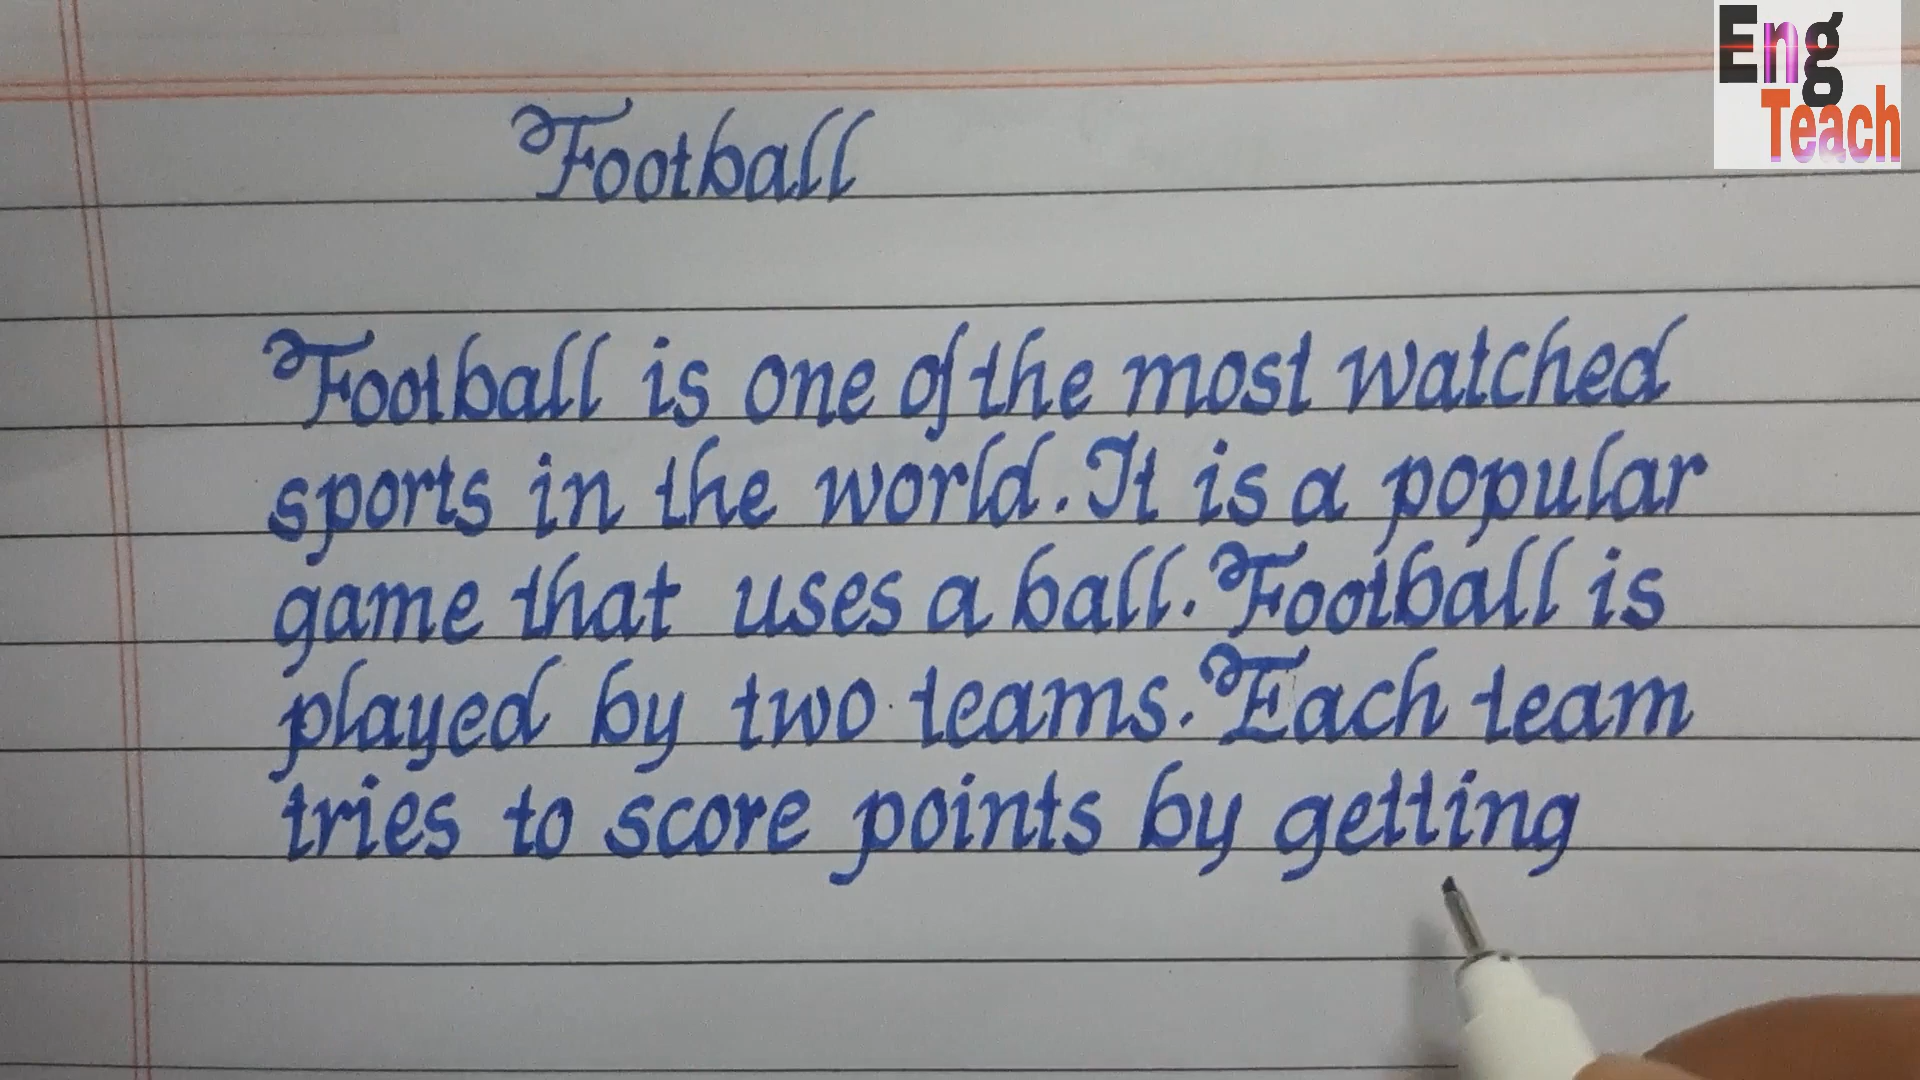 Eng
Teach
Football
Football is one of the most watched
sports in the world. It is a popular
game that uses a ball. Football is
played by two teams. Each team
tries to score points by getting